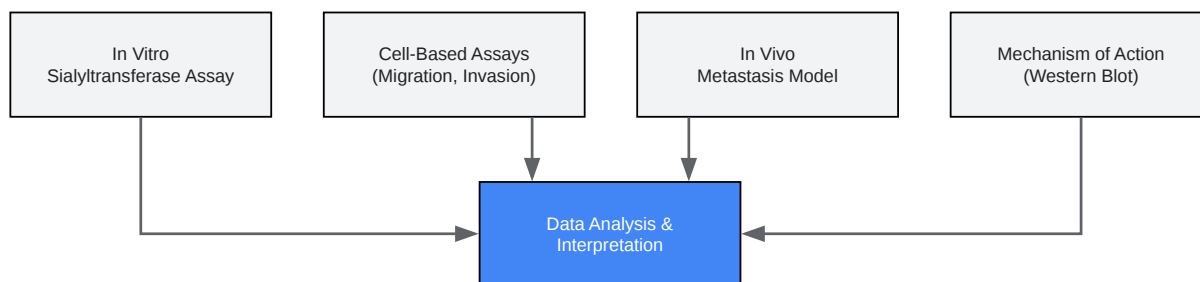 In Vitro
Sialyltransferase Assay
Cell-Based Assays
(Migration, Invasion)
In Vivo
Metastasis Model
Mechanism of Action
(Western Blot)
Data Analysis &
Interpretation